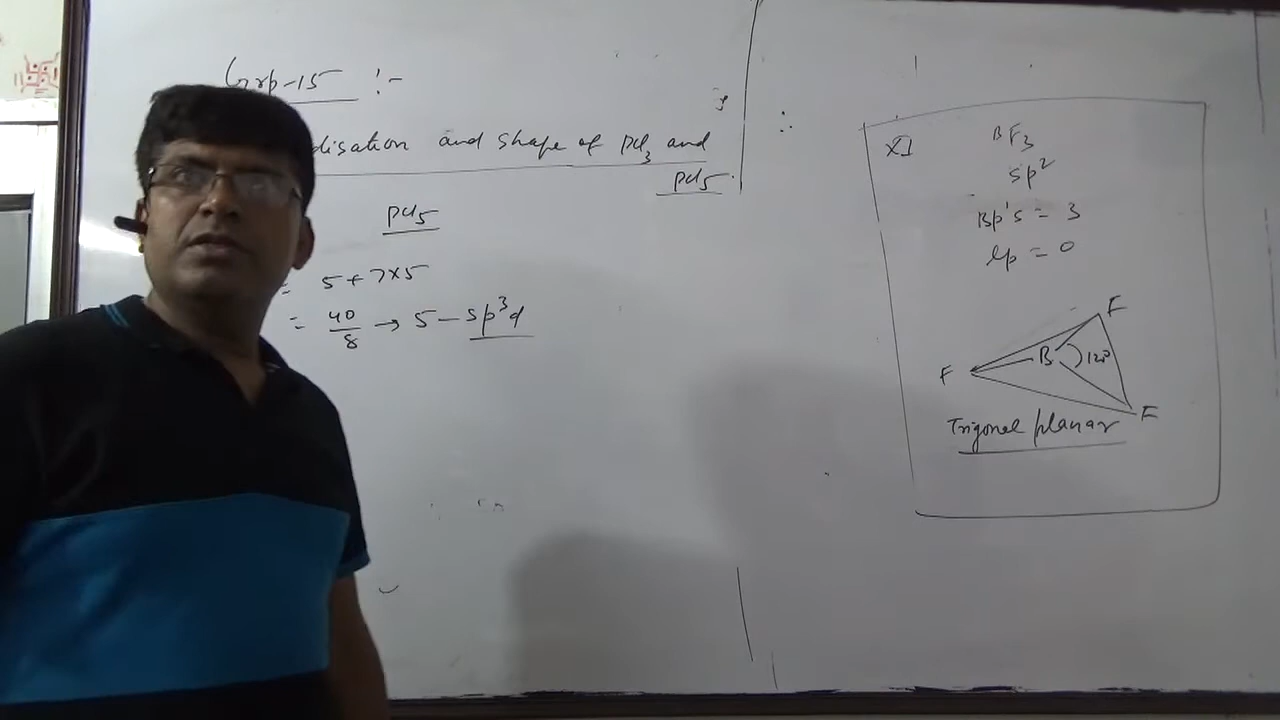 Grp-15 :-
disation and shape of PCl3 and
PCl5.
PCl5
= 5+7×5
= 40/8 → 5 – sp³d
XI
BF3
sp²
Bp's = 3
lp = 0
F
B
120°
F
F
Trigonal planar